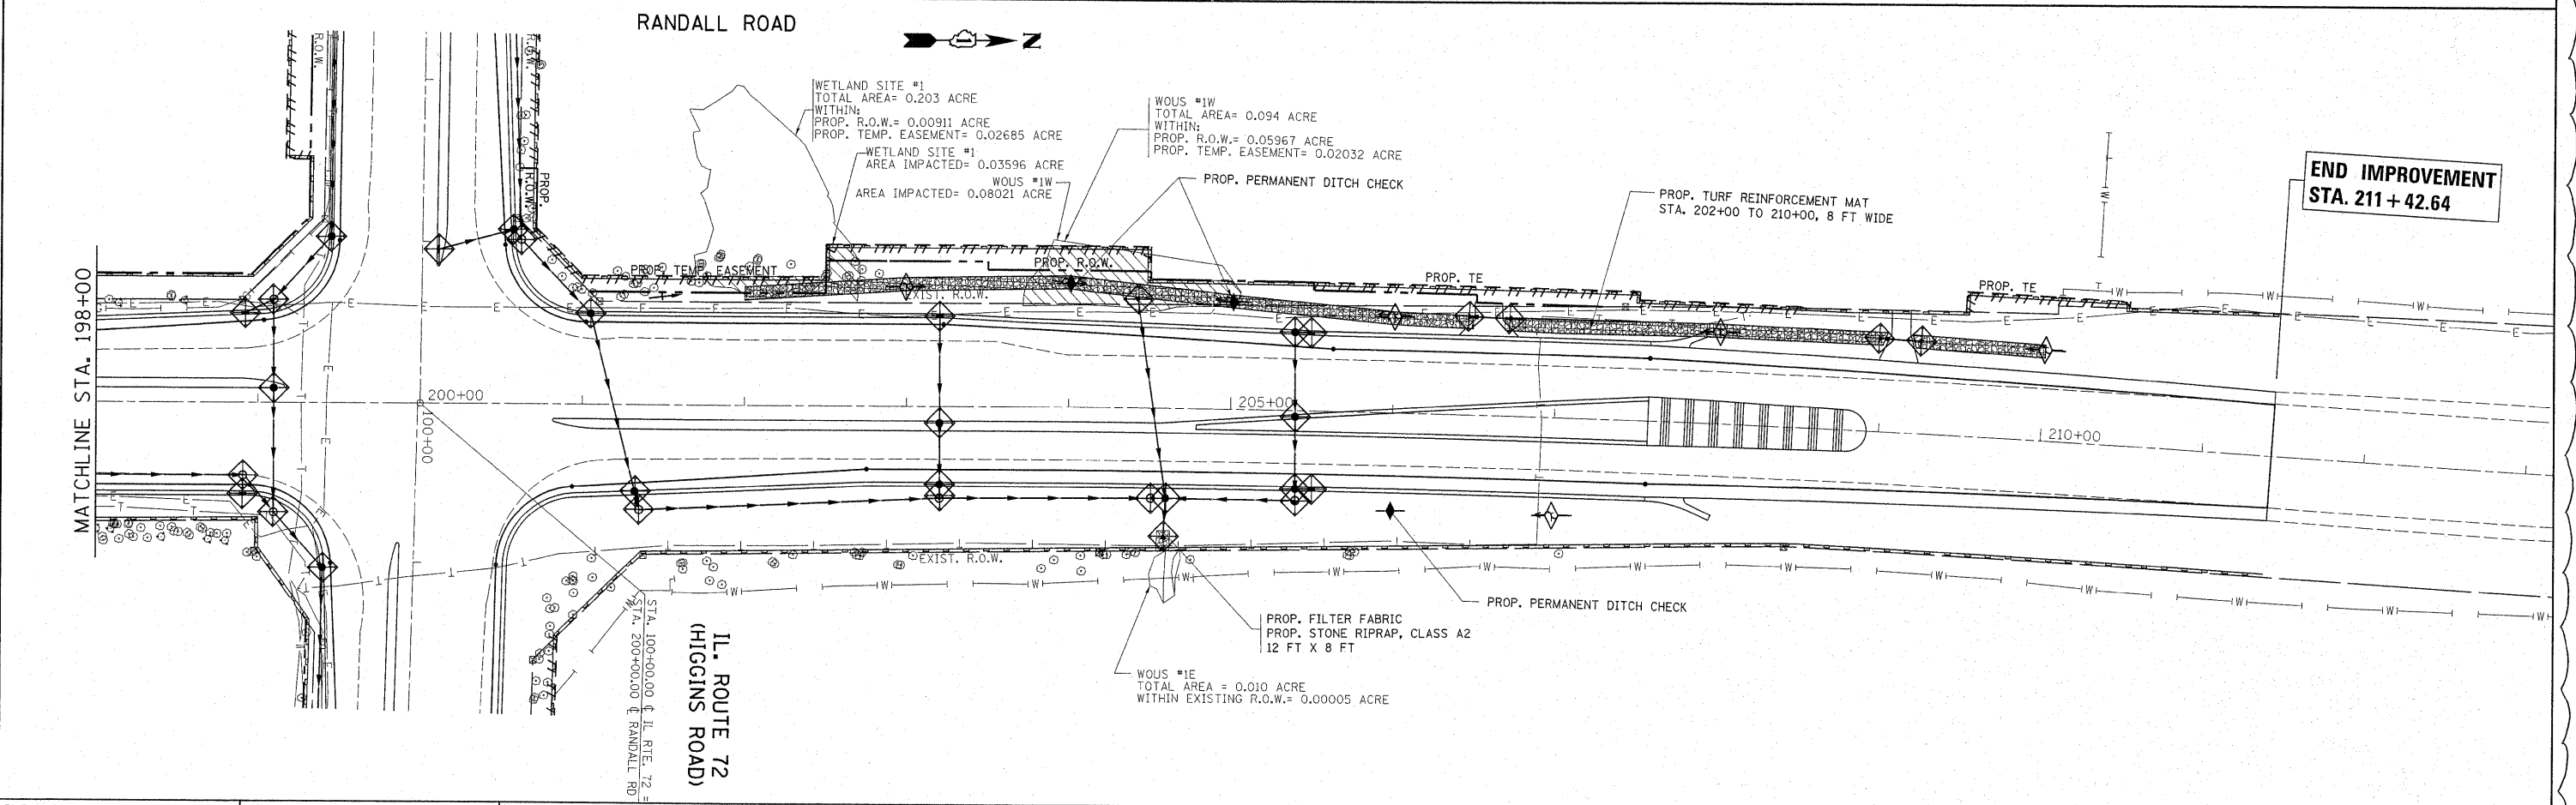 RANDALL ROAD
N
WETLAND SITE #1
TOTAL AREA= 0.203 ACRE
WITHIN:
PROP. R.O.W.= 0.00911 ACRE
PROP. TEMP. EASEMENT= 0.02685 ACRE
WETLAND SITE #1
AREA IMPACTED= 0.03596 ACRE
WOUS #1W
AREA IMPACTED= 0.08021 ACRE
WOUS #1W
TOTAL AREA= 0.094 ACRE
WITHIN:
PROP. R.O.W.= 0.05967 ACRE
PROP. TEMP. EASEMENT= 0.02032 ACRE
PROP. PERMANENT DITCH CHECK
PROP. TURF REINFORCEMENT MAT
STA. 202+00 TO 210+00, 8 FT WIDE
END IMPROVEMENT
STA. 211+42.64
R.O.W.
R.O.W.
PROP.
R.O.W.
PROP. TEMP. EASEMENT
PROP. R.O.W.
EXIST. R.O.W.
PROP. TE
PROP. TE
MATCHLINE STA. 198+00
200+00
100+00
205+00
210+00
EXIST. R.O.W.
PROP. PERMANENT DITCH CHECK
PROP. FILTER FABRIC
PROP. STONE RIPRAP, CLASS A2
12 FT X 8 FT
WOUS #1E
TOTAL AREA = 0.010 ACRE
WITHIN EXISTING R.O.W.= 0.00005 ACRE
IL. ROUTE 72
(HIGGINS ROAD)
STA. 100+00.00 ℄ IL RTE. 72 =
STA. 200+00.00 ℄ RANDALL RD